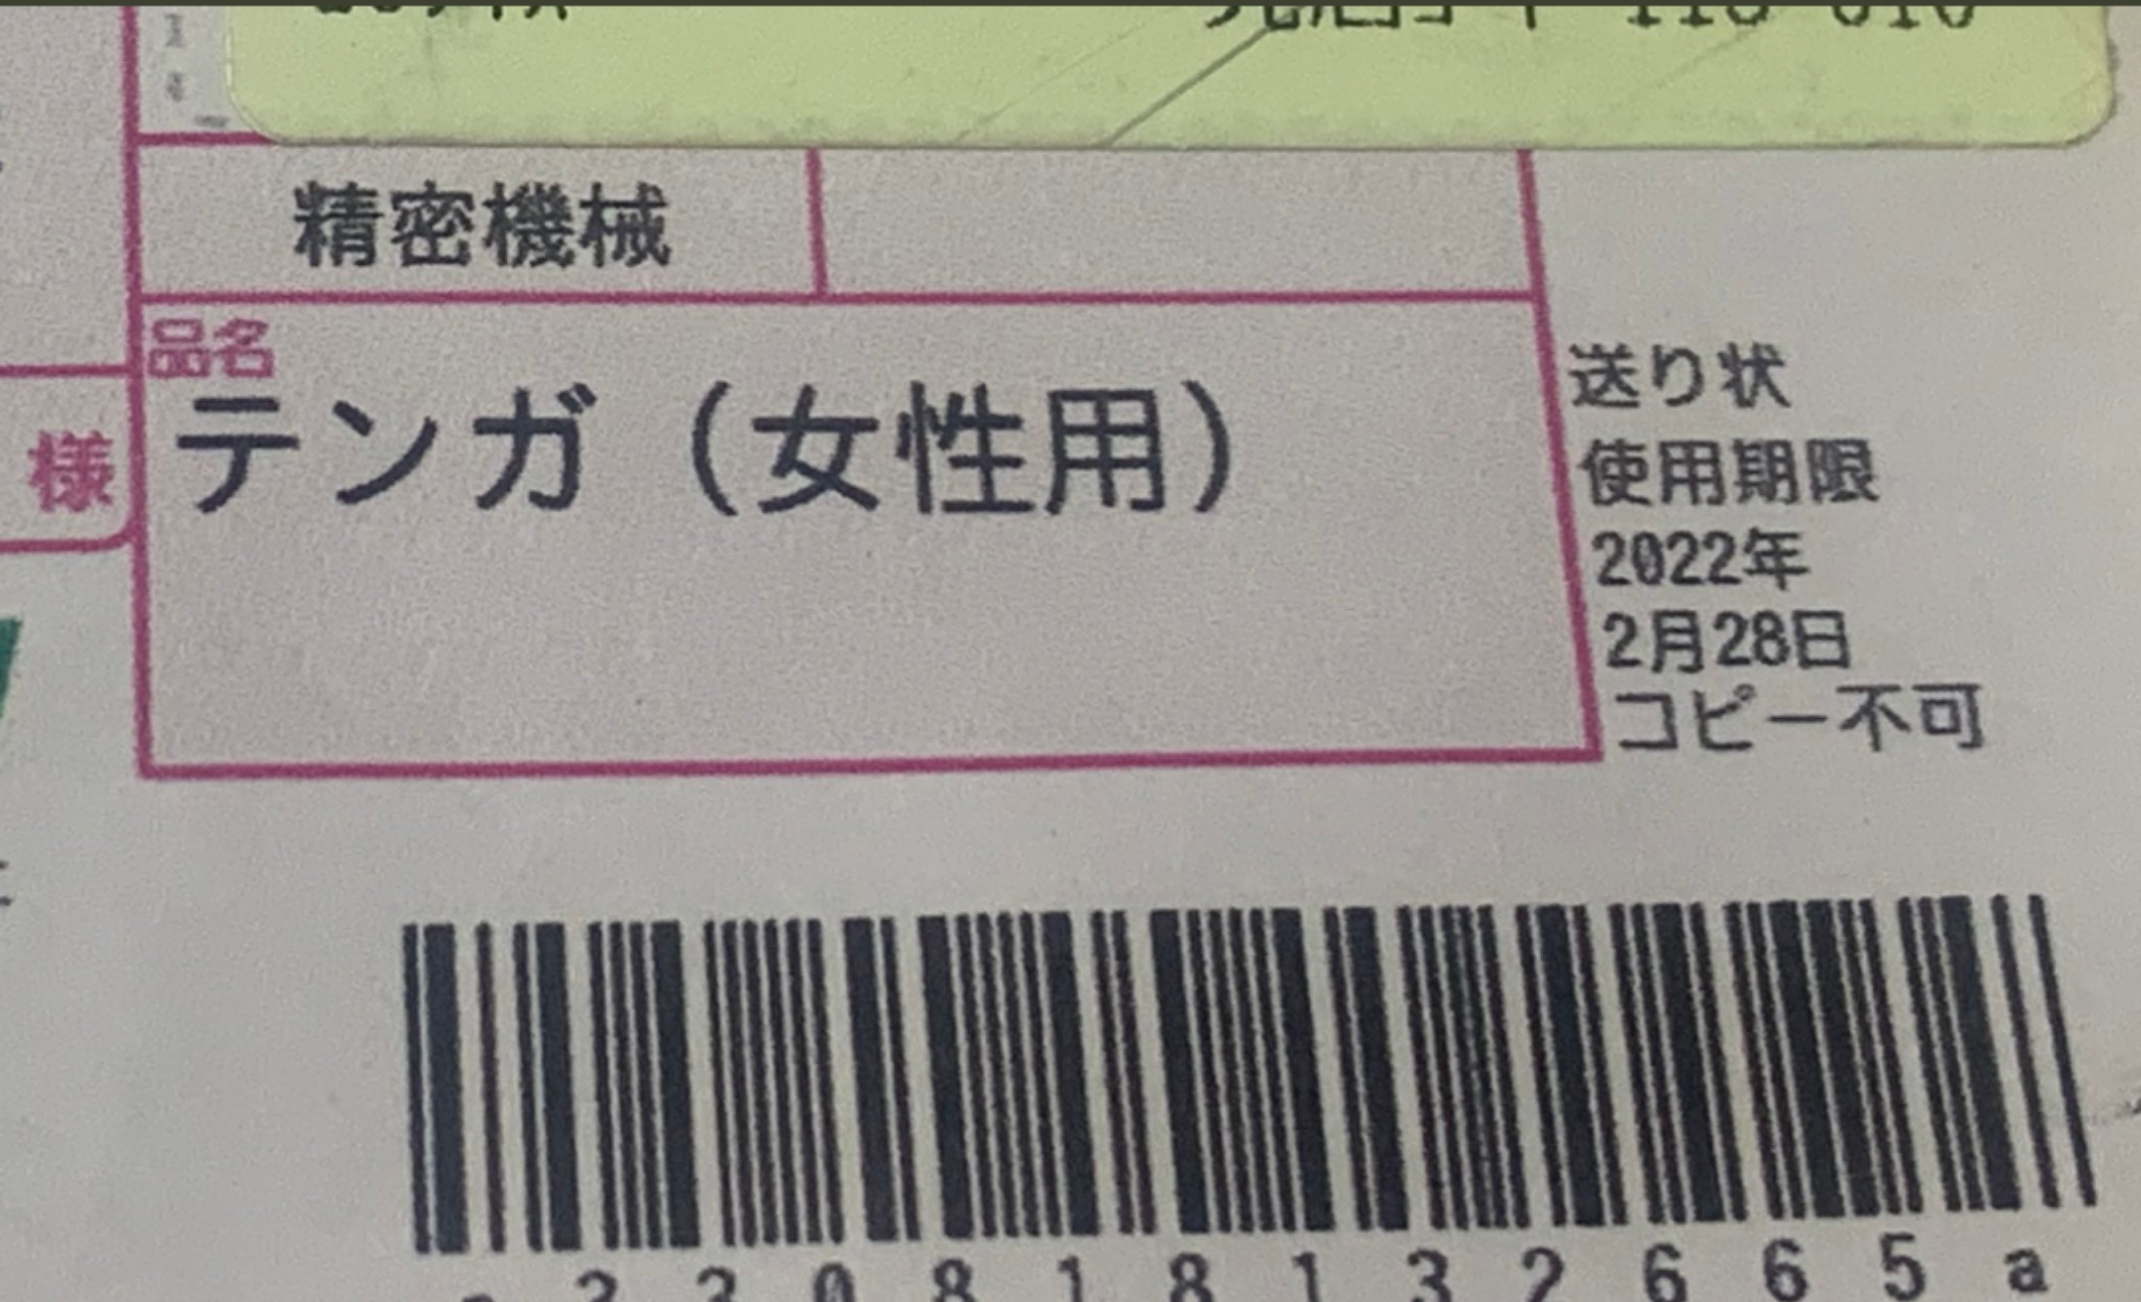 精密機械
品名
テンガ（女性用）
様
送り状
使用期限
2022年
2月28日
コピー不可
330818132665a